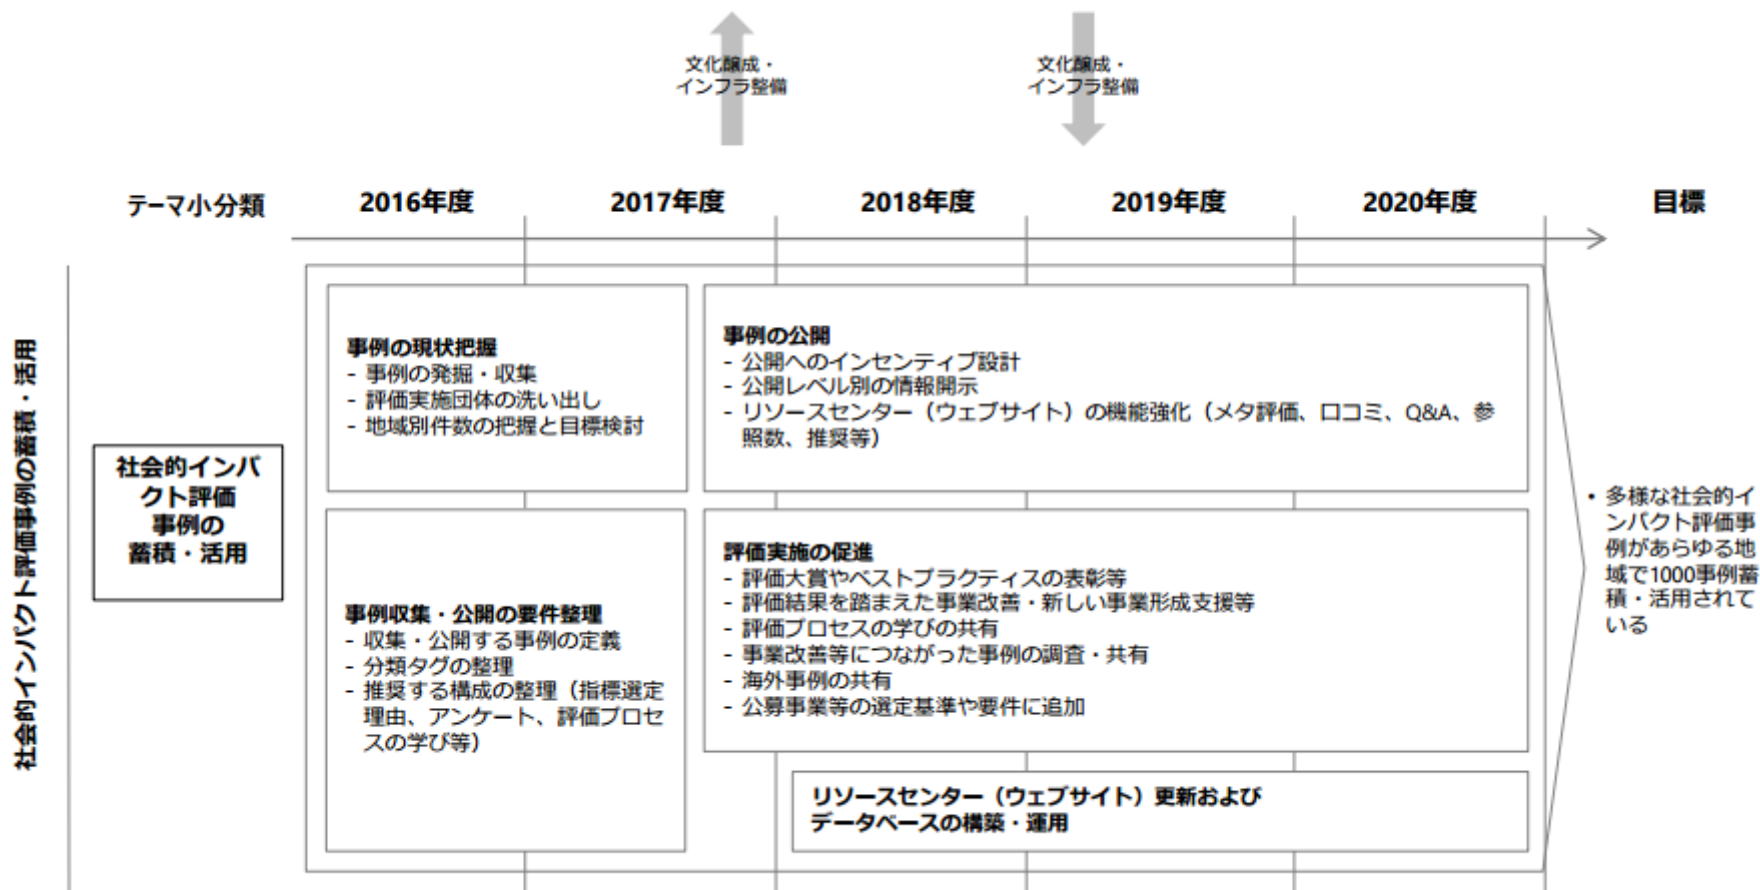 文化醸成・
インフラ整備
文化醸成・
インフラ整備
テーマ小分類
2016年度
2017年度
2018年度
2019年度
2020年度
目標
社会的インパクト評価事例の蓄積・活用
社会的インパ
クト評価
事例の
蓄積・活用
事例の現状把握
- 事例の発掘・収集
- 評価実施団体の洗い出し
- 地域別件数の把握と目標検討
事例収集・公開の要件整理
- 収集・公開する事例の定義
- 分類タグの整理
- 推奨する構成の整理（指標選定
理由、アンケート、評価プロセ
スの学び等）
事例の公開
- 公開へのインセンティブ設計
- 公開レベル別の情報開示
- リソースセンター（ウェブサイト）の機能強化（メタ評価、口コミ、Q&A、参
照数、推奨等）
評価実施の促進
- 評価大賞やベストプラクティスの表彰等
- 評価結果を踏まえた事業改善・新しい事業形成支援等
- 評価プロセスの学びの共有
- 事業改善等につながった事例の調査・共有
- 海外事例の共有
- 公募事業等の選定基準や要件に追加
リソースセンター（ウェブサイト）更新および
データベースの構築・運用
• 多様な社会的イ
ンパクト評価事
例があらゆる地
域で1000事例蓄
積・活用されて
いる